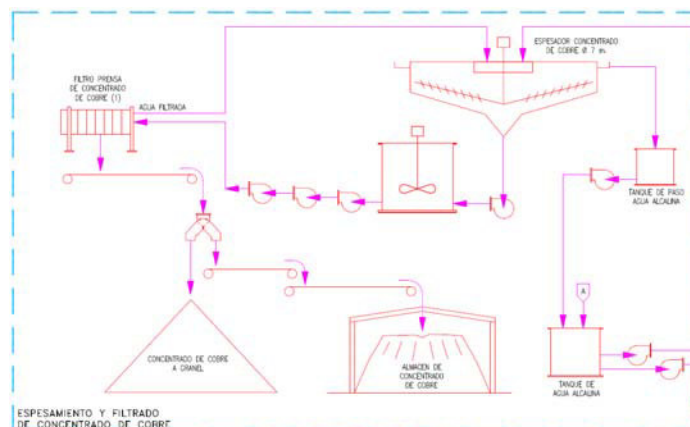 ESPESADOR CONCENTRADO
DE COBRE Ø 7 m.
FILTRO PRENSA
DE CONCENTRADO
DE COBRE (1)
AGUA FILTRADA
TANQUE DE PASO
AGUA ALCALINA
A
CONCENTRADO DE COBRE
A GRANEL
ALMACEN DE
CONCENTRADO
DE COBRE
TANQUE DE
AGUA ALCALINA
ESPESAMIENTO Y FILTRADO
DE CONCENTRADO DE COBRE